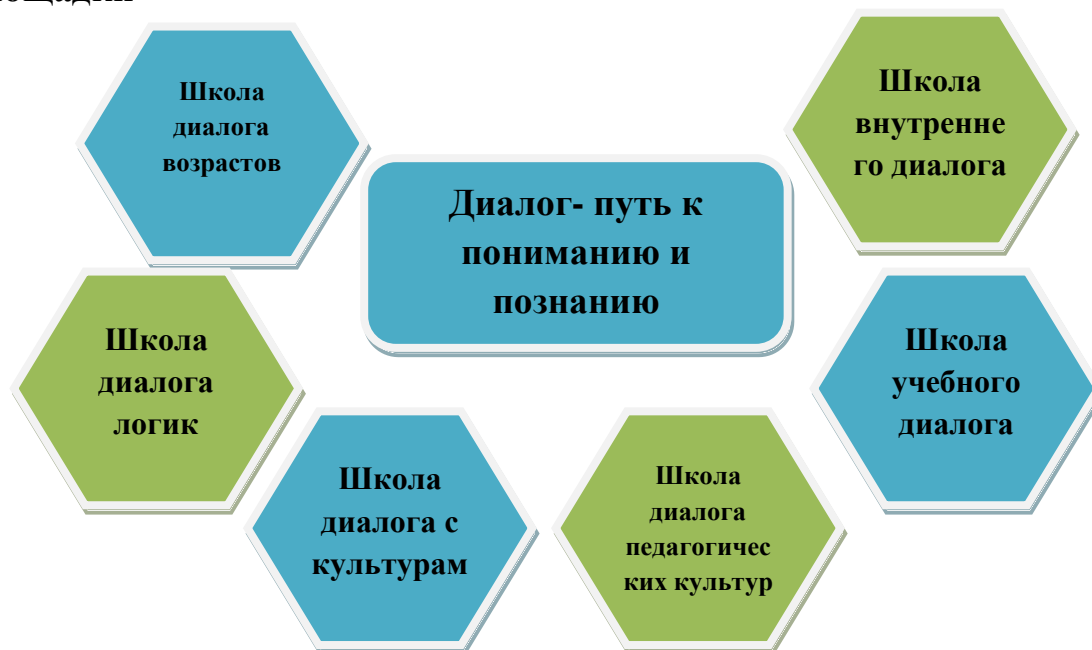 Школа
диалога
возрастов
Школа
внутренне
го диалога
Диалог- путь к
пониманию и
познанию
Школа
диалога
логик
Школа
учебного
диалога
Школа
диалога с
культурам
Школа
диалога
педагогичес
ких культур